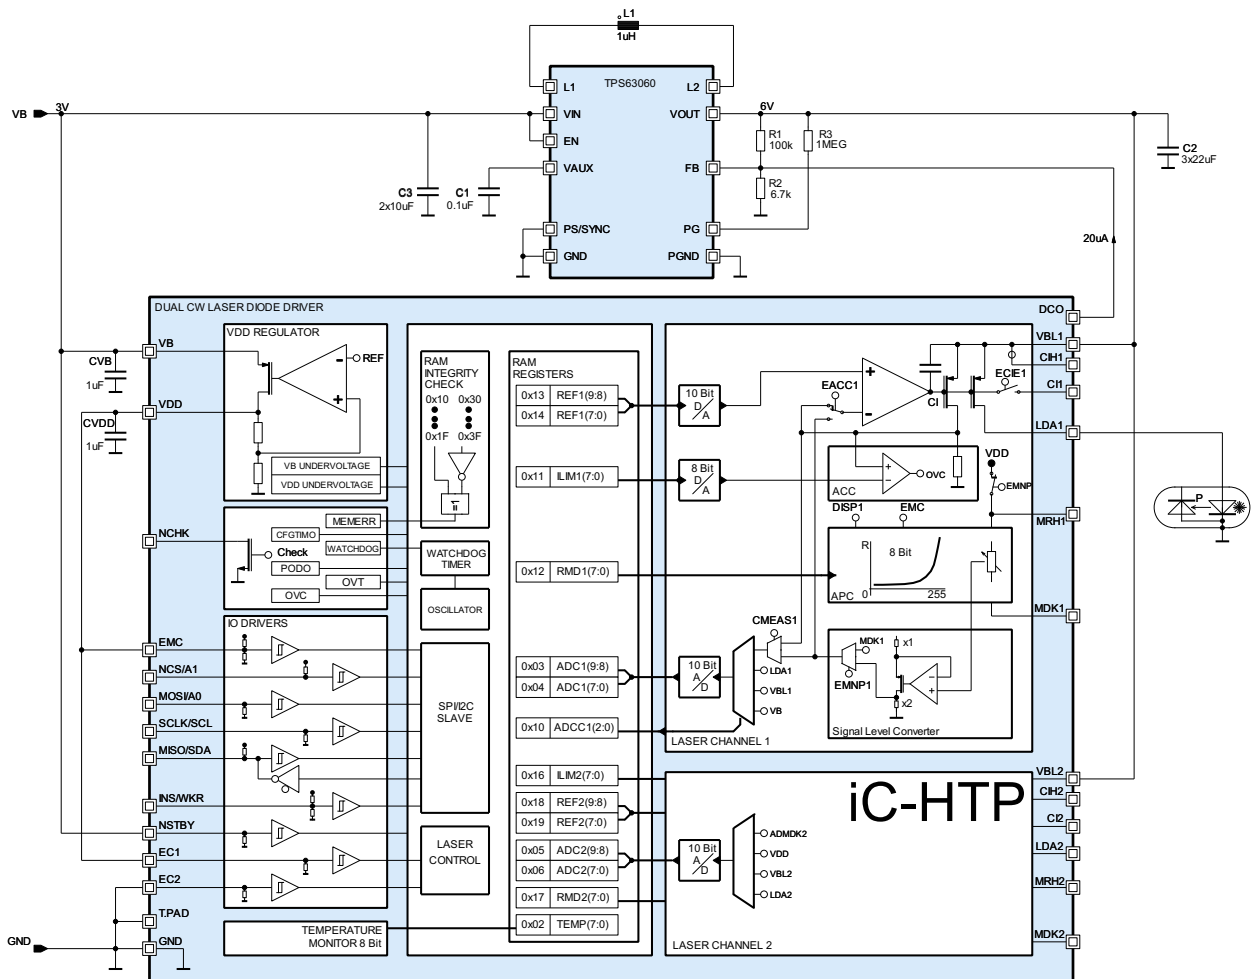 L1
1uH
TPS63060
L1
L2
VB
3V
VIN
VOUT
6V
EN
R1
100k
R3
1MEG
C2
3x22uF
VAUX
FB
C3
2x10uF
C1
0.1uF
R2
6.7k
PS/SYNC
PG
GND
PGND
20uA
DUAL CW LASER DIODE DRIVER
DCO
VB
VBL1
CIH1
CI1
LDA1
MRH1
MDK1
CVB
1uF
VDD
CVDD
1uF
VDD REGULATOR
REF
VB UNDERVOLTAGE
VDD UNDERVOLTAGE
NCHK
MEMERR
CFGTIMO
Check
WATCHDOG
PODO
OVT
OVC
RAM
INTEGRITY
CHECK
0x10
0x30
0x1F
0x3F
=1
WATCHDOG
TIMER
OSCILLATOR
RAM
REGISTERS
0x13 REF1(9:8)
0x14 REF1(7:0)
0x11 ILIM1(7:0)
0x12 RMD1(7:0)
0x03 ADC1(9:8)
0x04 ADC1(7:0)
0x10 ADCC1(2:0)
0x16 ILIM2(7:0)
0x18 REF2(9:8)
0x19 REF2(7:0)
0x05 ADC2(9:8)
0x06 ADC2(7:0)
0x17 RMD2(7:0)
0x02 TEMP(7:0)
10 Bit
D
A
8 Bit
D
A
EACC1
CI
ECIE1
OVC
ACC
VDD
EMNP
DISP1
EMC
R
8 Bit
0
255
APC
P
CMEAS1
10 Bit
A
D
LDA1
VBL1
VB
MDK1
EMNP1
x1
x2
Signal Level Converter
LASER CHANNEL 1
EMC
NCS/A1
MOSI/A0
SCLK/SCL
MISO/SDA
INS/WKR
NSTBY
EC1
EC2
T.PAD
GND
GND
IO DRIVERS
SPI/I2C
SLAVE
LASER
CONTROL
TEMPERATURE
MONITOR 8 Bit
iC-HTP
10 Bit
A
D
ADMDK2
VDD
VBL2
LDA2
LASER CHANNEL 2
VBL2
CIH2
CI2
LDA2
MRH2
MDK2